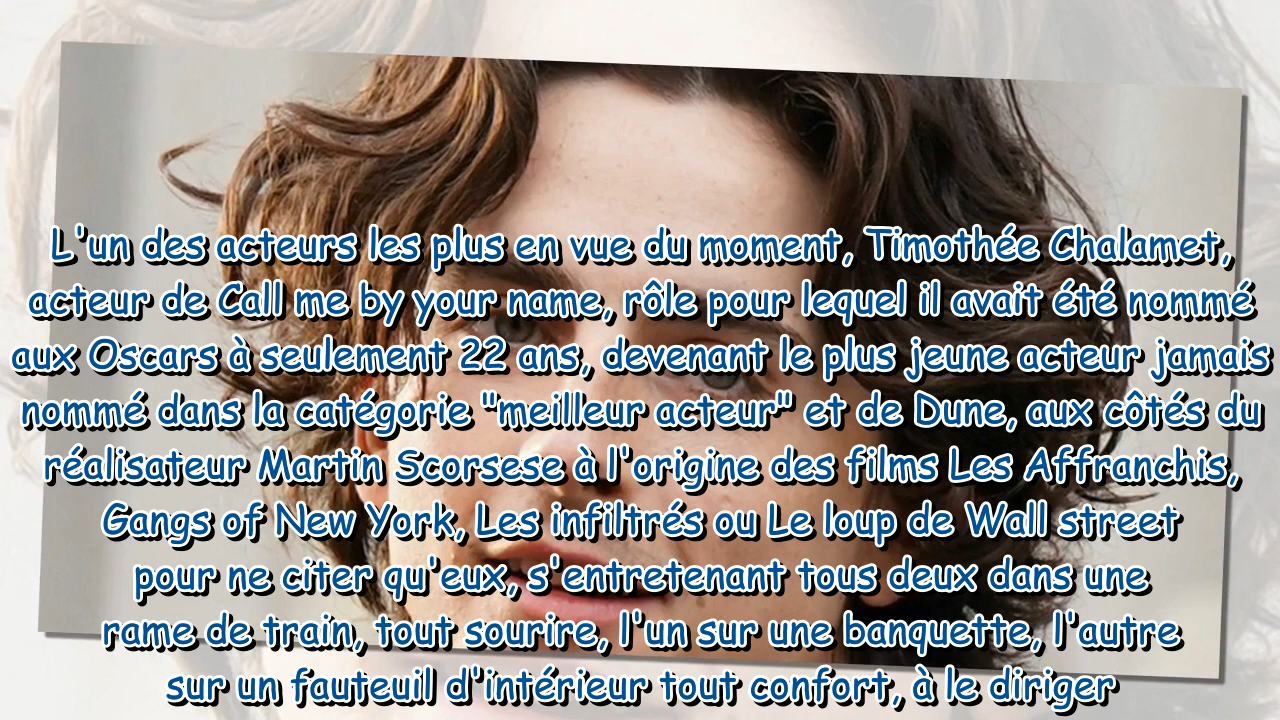 L'un des acteurs les plus en vue du moment, Timothée Chalamet,
acteur de Call me by your name, rôle pour lequel il avait été nommé
aux Oscars à seulement 22 ans, devenant le plus jeune acteur jamais
nommé dans la catégorie "meilleur acteur" et de Dune, aux côtés du
réalisateur Martin Scorsese à l'origine des films Les Affranchis,
Gangs of New York, Les infiltrés ou Le loup de Wall street
pour ne citer qu'eux, s'entretenant tous deux dans une
rame de train, tout sourire, l'un sur une banquette, l'autre
sur un fauteuil d'intérieur tout confort, à le diriger